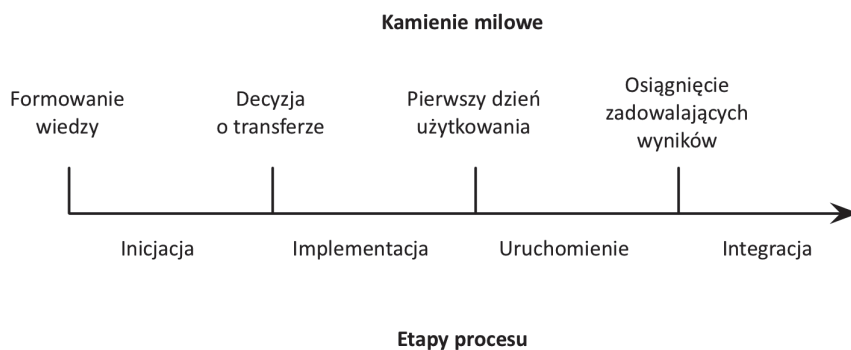 Kamienie milowe
Formowanie
wiedzy
Decyzja
o transferze
Pierwszy dzień
użytkowania
Osiągnięcie
zadowalających
wyników
Inicjacja
Implementacja
Uruchomienie
Integracja
Etapy procesu